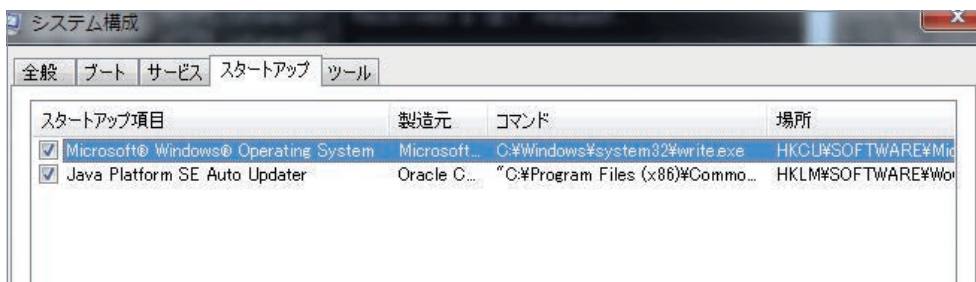 システム構成
全般 ブート サービス スタートアップ ツール
スタートアップ項目 製造元 コマンド 場所
Microsoft® Windows® Operating System Microsoft... C:¥Windows¥system32¥write.exe HKCU¥SOFTWARE¥Mic
Java Platform SE Auto Updater Oracle C... "C:¥Program Files (x86)¥Commo... HKLM¥SOFTWARE¥Wo